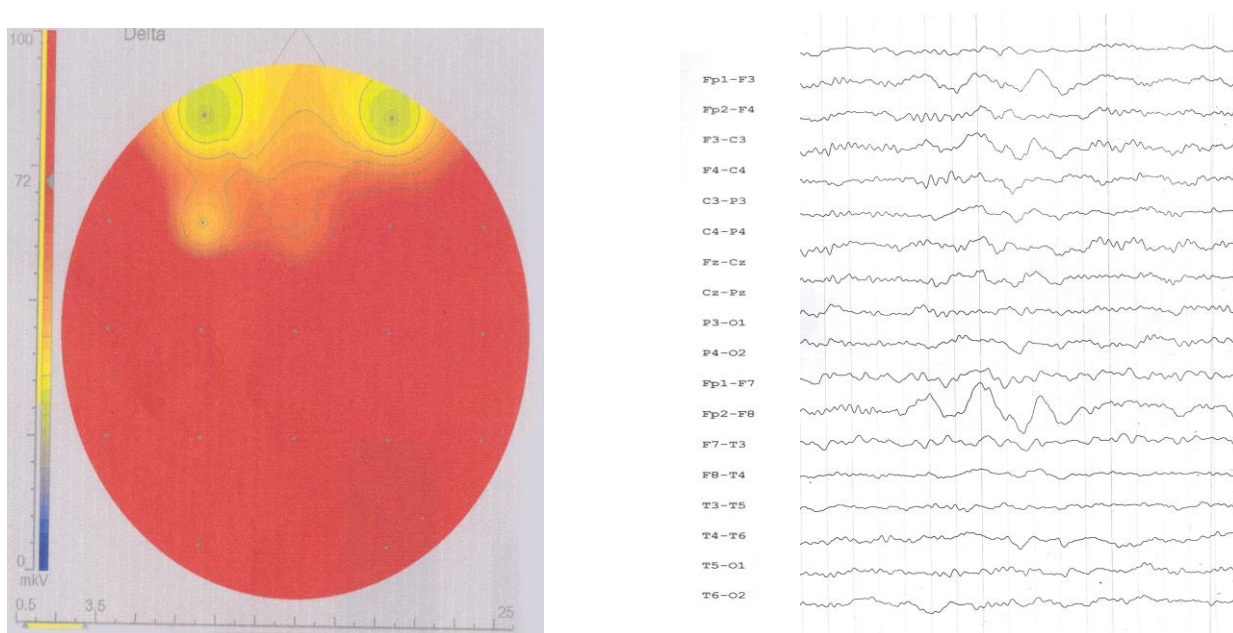 100
Delta
72
0
mkV
0.5 3.5 25
Fp1-F3
Fp2-F4
F3-C3
F4-C4
C3-P3
C4-P4
Fz-Cz
Cz-Pz
P3-O1
P4-O2
Fp1-F7
Fp2-F8
F7-T3
F8-T4
T3-T5
T4-T6
T5-O1
T6-O2